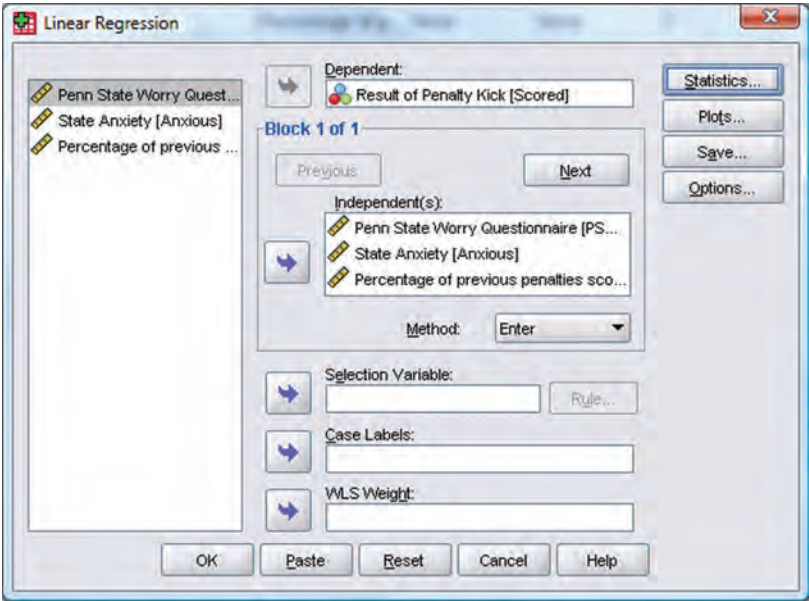 Linear Regression
Penn State Worry Quest...
State Anxiety [Anxious]
Percentage of previous ...
Dependent:
Result of Penalty Kick [Scored]
Block 1 of 1
Previous
Next
Independent(s):
Penn State Worry Questionnaire [PS...
State Anxiety [Anxious]
Percentage of previous penalties sco...
Method:
Enter
Selection Variable:
Rule...
Case Labels:
WLS Weight:
Statistics...
Plots...
Save...
Options...
OK
Paste
Reset
Cancel
Help